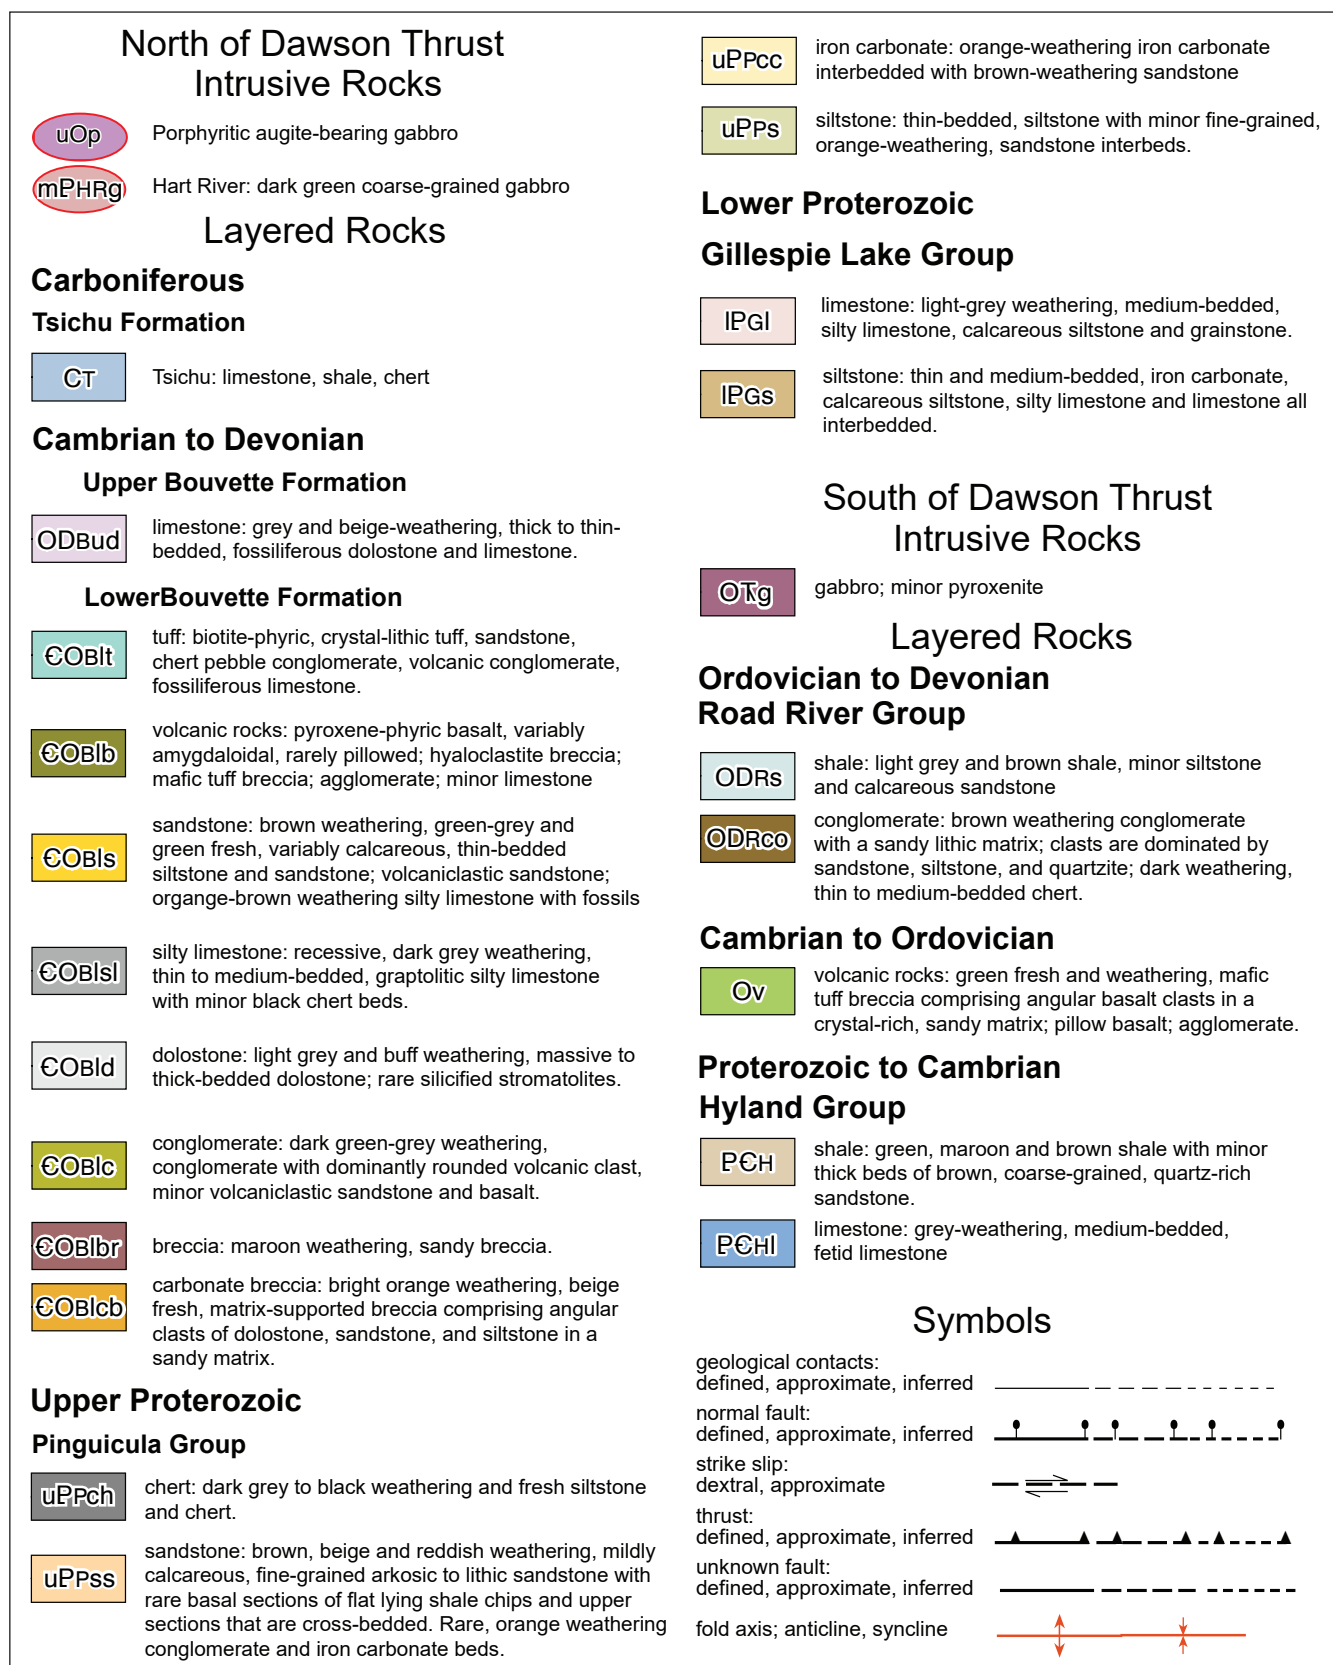 North of Dawson Thrust
Intrusive Rocks
uOp
Porphyritic augite-bearing gabbro
mPHRg
Hart River: dark green coarse-grained gabbro
Layered Rocks
Carboniferous
Tsichu Formation
CT
Tsichu: limestone, shale, chert
Cambrian to Devonian
Upper Bouvette Formation
ODBud
limestone: grey and beige-weathering, thick to thin-
bedded, fossiliferous dolostone and limestone.
LowerBouvette Formation
ЄOBlt
tuff: biotite-phyric, crystal-lithic tuff, sandstone,
chert pebble conglomerate, volcanic conglomerate,
fossiliferous limestone.
ЄOBlb
volcanic rocks: pyroxene-phyric basalt, variably
amygdaloidal, rarely pillowed; hyaloclastite breccia;
mafic tuff breccia; agglomerate; minor limestone
ЄOBls
sandstone: brown weathering, green-grey and
green fresh, variably calcareous, thin-bedded
siltstone and sandstone; volcaniclastic sandstone;
organge-brown weathering silty limestone with fossils
ЄOBlsl
silty limestone: recessive, dark grey weathering,
thin to medium-bedded, graptolitic silty limestone
with minor black chert beds.
ЄOBld
dolostone: light grey and buff weathering, massive to
thick-bedded dolostone; rare silicified stromatolites.
ЄOBlc
conglomerate: dark green-grey weathering,
conglomerate with dominantly rounded volcanic clast,
minor volcaniclastic sandstone and basalt.
ЄOBlbr
breccia: maroon weathering, sandy breccia.
ЄOBlcb
carbonate breccia: bright orange weathering, beige
fresh, matrix-supported breccia comprising angular
clasts of dolostone, sandstone, and siltstone in a
sandy matrix.
Upper Proterozoic
Pinguicula Group
uPPch
chert: dark grey to black weathering and fresh siltstone
and chert.
uPPss
sandstone: brown, beige and reddish weathering, mildly
calcareous, fine-grained arkosic to lithic sandstone with
rare basal sections of flat lying shale chips and upper
sections that are cross-bedded. Rare, orange weathering
conglomerate and iron carbonate beds.
uPPcc
iron carbonate: orange-weathering iron carbonate
interbedded with brown-weathering sandstone
uPPs
siltstone: thin-bedded, siltstone with minor fine-grained,
orange-weathering, sandstone interbeds.
Lower Proterozoic
Gillespie Lake Group
lPGl
limestone: light-grey weathering, medium-bedded,
silty limestone, calcareous siltstone and grainstone.
lPGs
siltstone: thin and medium-bedded, iron carbonate,
calcareous siltstone, silty limestone and limestone all
interbedded.
South of Dawson Thrust
Intrusive Rocks
OTg
gabbro; minor pyroxenite
Layered Rocks
Ordovician to Devonian
Road River Group
ODRs
shale: light grey and brown shale, minor siltstone
and calcareous sandstone
ODRco
conglomerate: brown weathering conglomerate
with a sandy lithic matrix; clasts are dominated by
sandstone, siltstone, and quartzite; dark weathering,
thin to medium-bedded chert.
Cambrian to Ordovician
Ov
volcanic rocks: green fresh and weathering, mafic
tuff breccia comprising angular basalt clasts in a
crystal-rich, sandy matrix; pillow basalt; agglomerate.
Proterozoic to Cambrian
Hyland Group
PЄH
shale: green, maroon and brown shale with minor
thick beds of brown, coarse-grained, quartz-rich
sandstone.
PЄHl
limestone: grey-weathering, medium-bedded,
fetid limestone
Symbols
geological contacts:
defined, approximate, inferred
normal fault:
defined, approximate, inferred
strike slip:
dextral, approximate
thrust:
defined, approximate, inferred
unknown fault:
defined, approximate, inferred
fold axis; anticline, syncline